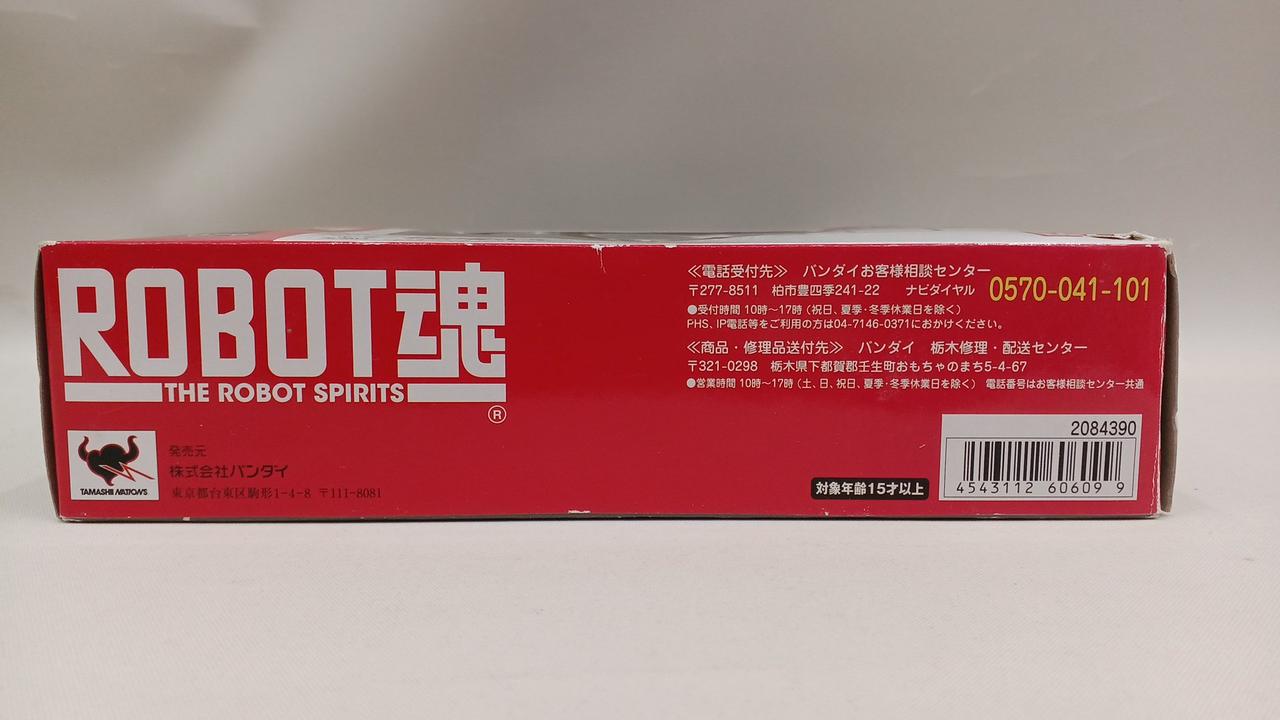 ROBOT魂
THE ROBOT SPIRITS
®
TAMASHII NATIONS
発売元
株式会社バンダイ
東京都台東区駒形1-4-8 〒111-8081
≪電話受付先≫ バンダイお客様相談センター
〒277-8511 柏市豊四季241-22 ナビダイヤル 0570-041-101
●受付時間 10時～17時（祝日、夏季・冬季休業日を除く）
PHS、IP電話等をご利用の方は04-7146-0371におかけください。
≪商品・修理品送付先≫ バンダイ 栃木修理・配送センター
〒321-0298 栃木県下都賀郡壬生町おもちゃのまち5-4-67
●営業時間 10時～17時（土、日、祝日、夏季・冬季休業日を除く） 電話番号はお客様相談センター共通
対象年齢15才以上
2084390
4543112 60609 9